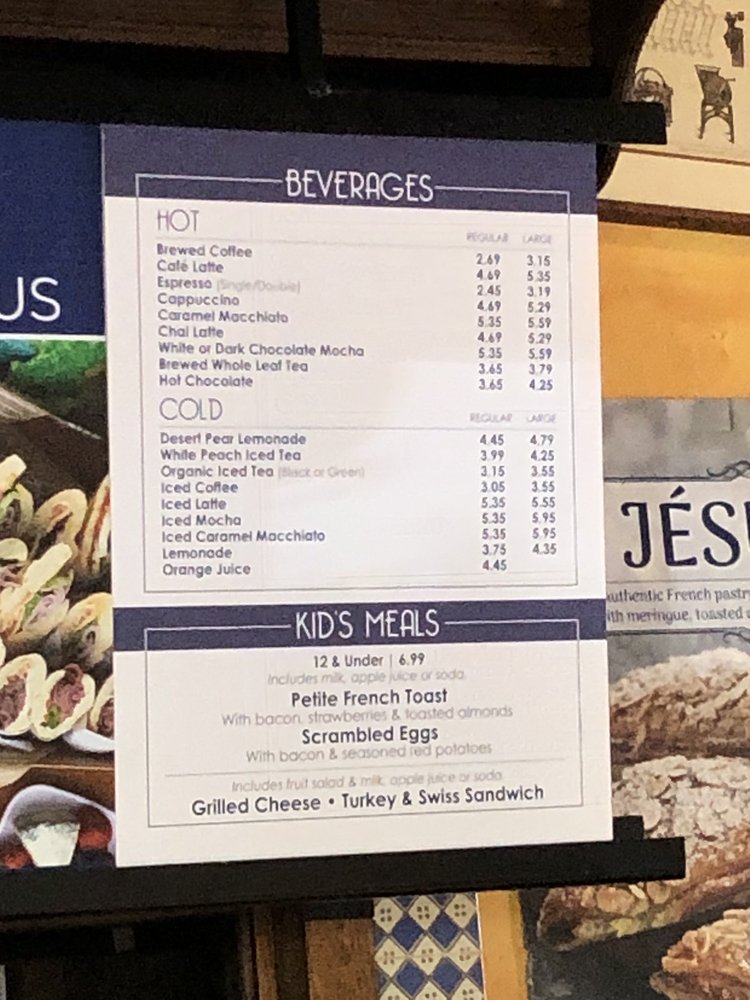 US
BEVERAGES
HOT
REGULAR LARGE
Brewed Coffee 2.69 3.15
Café Latte 4.69 5.35
Espresso (Single/Double) 2.45 3.19
Cappuccino 4.69 5.29
Caramel Macchiato 5.35 5.59
Chai Latte 4.69 5.29
White or Dark Chocolate Mocha 5.35 5.59
Brewed Whole Leaf Tea 3.65 3.79
Hot Chocolate 3.65 4.25
COLD
REGULAR LARGE
Desert Pear Lemonade 4.45 4.79
White Peach Iced Tea 3.99 4.25
Organic Iced Tea (Black or Green) 3.15 3.55
Iced Coffee 3.05 3.55
Iced Latte 5.35 5.55
Iced Mocha 5.35 5.95
Iced Caramel Macchiato 5.35 5.95
Lemonade 3.75 4.35
Orange Juice 4.45
KID'S MEALS
12 & Under | 6.99
Includes milk, apple juice or soda
Petite French Toast
With bacon, strawberries & toasted almonds
Scrambled Eggs
With bacon & seasoned red potatoes
Includes fruit salad & milk, apple juice or soda
Grilled Cheese • Turkey & Swiss Sandwich
JÉS
authentic French pastry
ith meringue, toasted